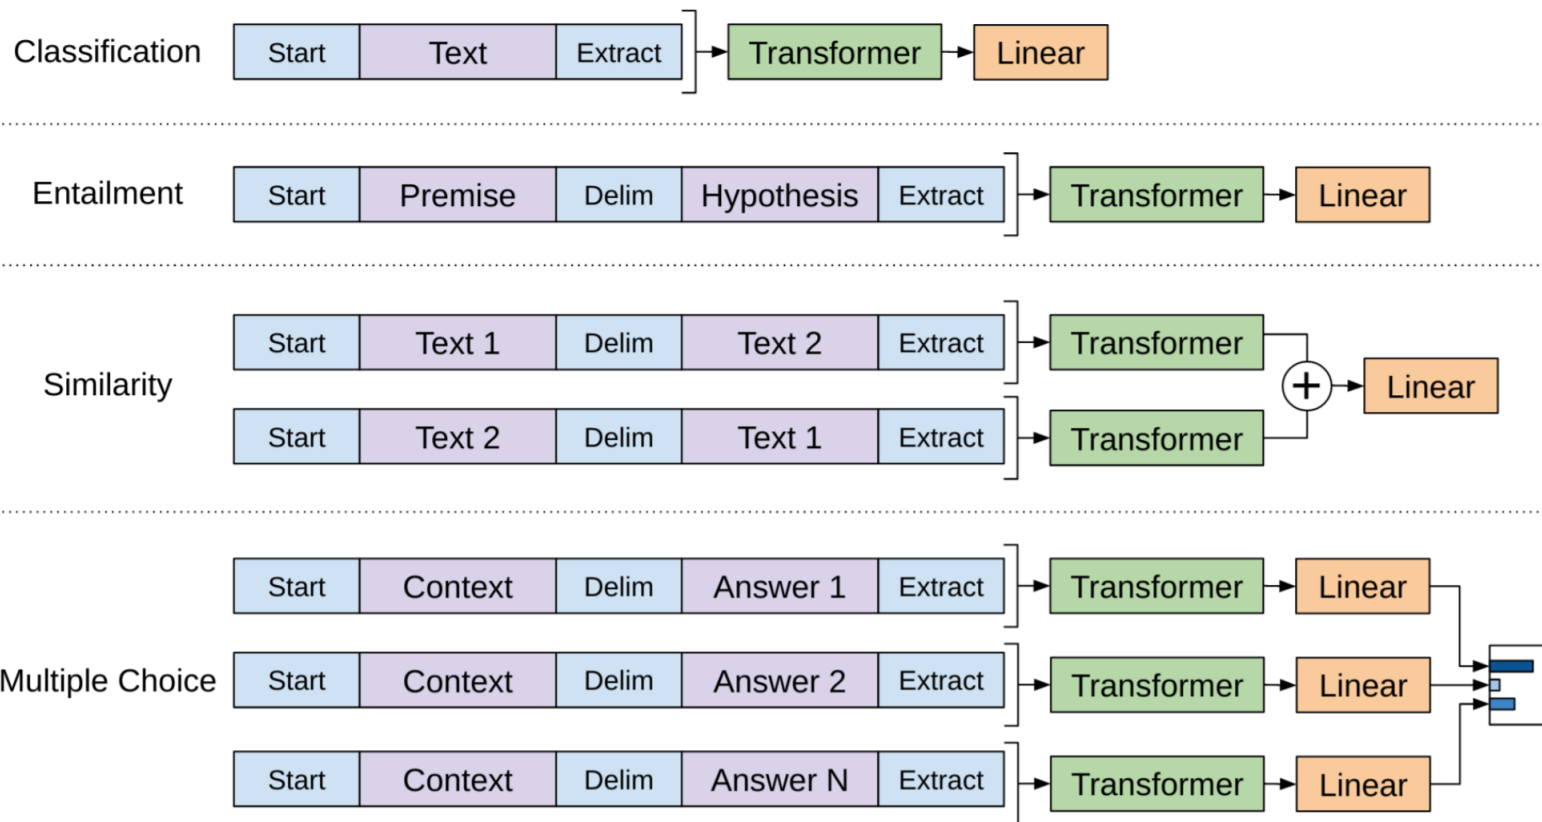 Classification Start Text Extract Transformer Linear
Entailment Start Premise Delim Hypothesis Extract Transformer Linear
Start Text 1 Delim Text 2 Extract Transformer
Similarity + Linear
Start Text 2 Delim Text 1 Extract Transformer
Start Context Delim Answer 1 Extract Transformer Linear
Multiple Choice Start Context Delim Answer 2 Extract Transformer Linear
Start Context Delim Answer N Extract Transformer Linear